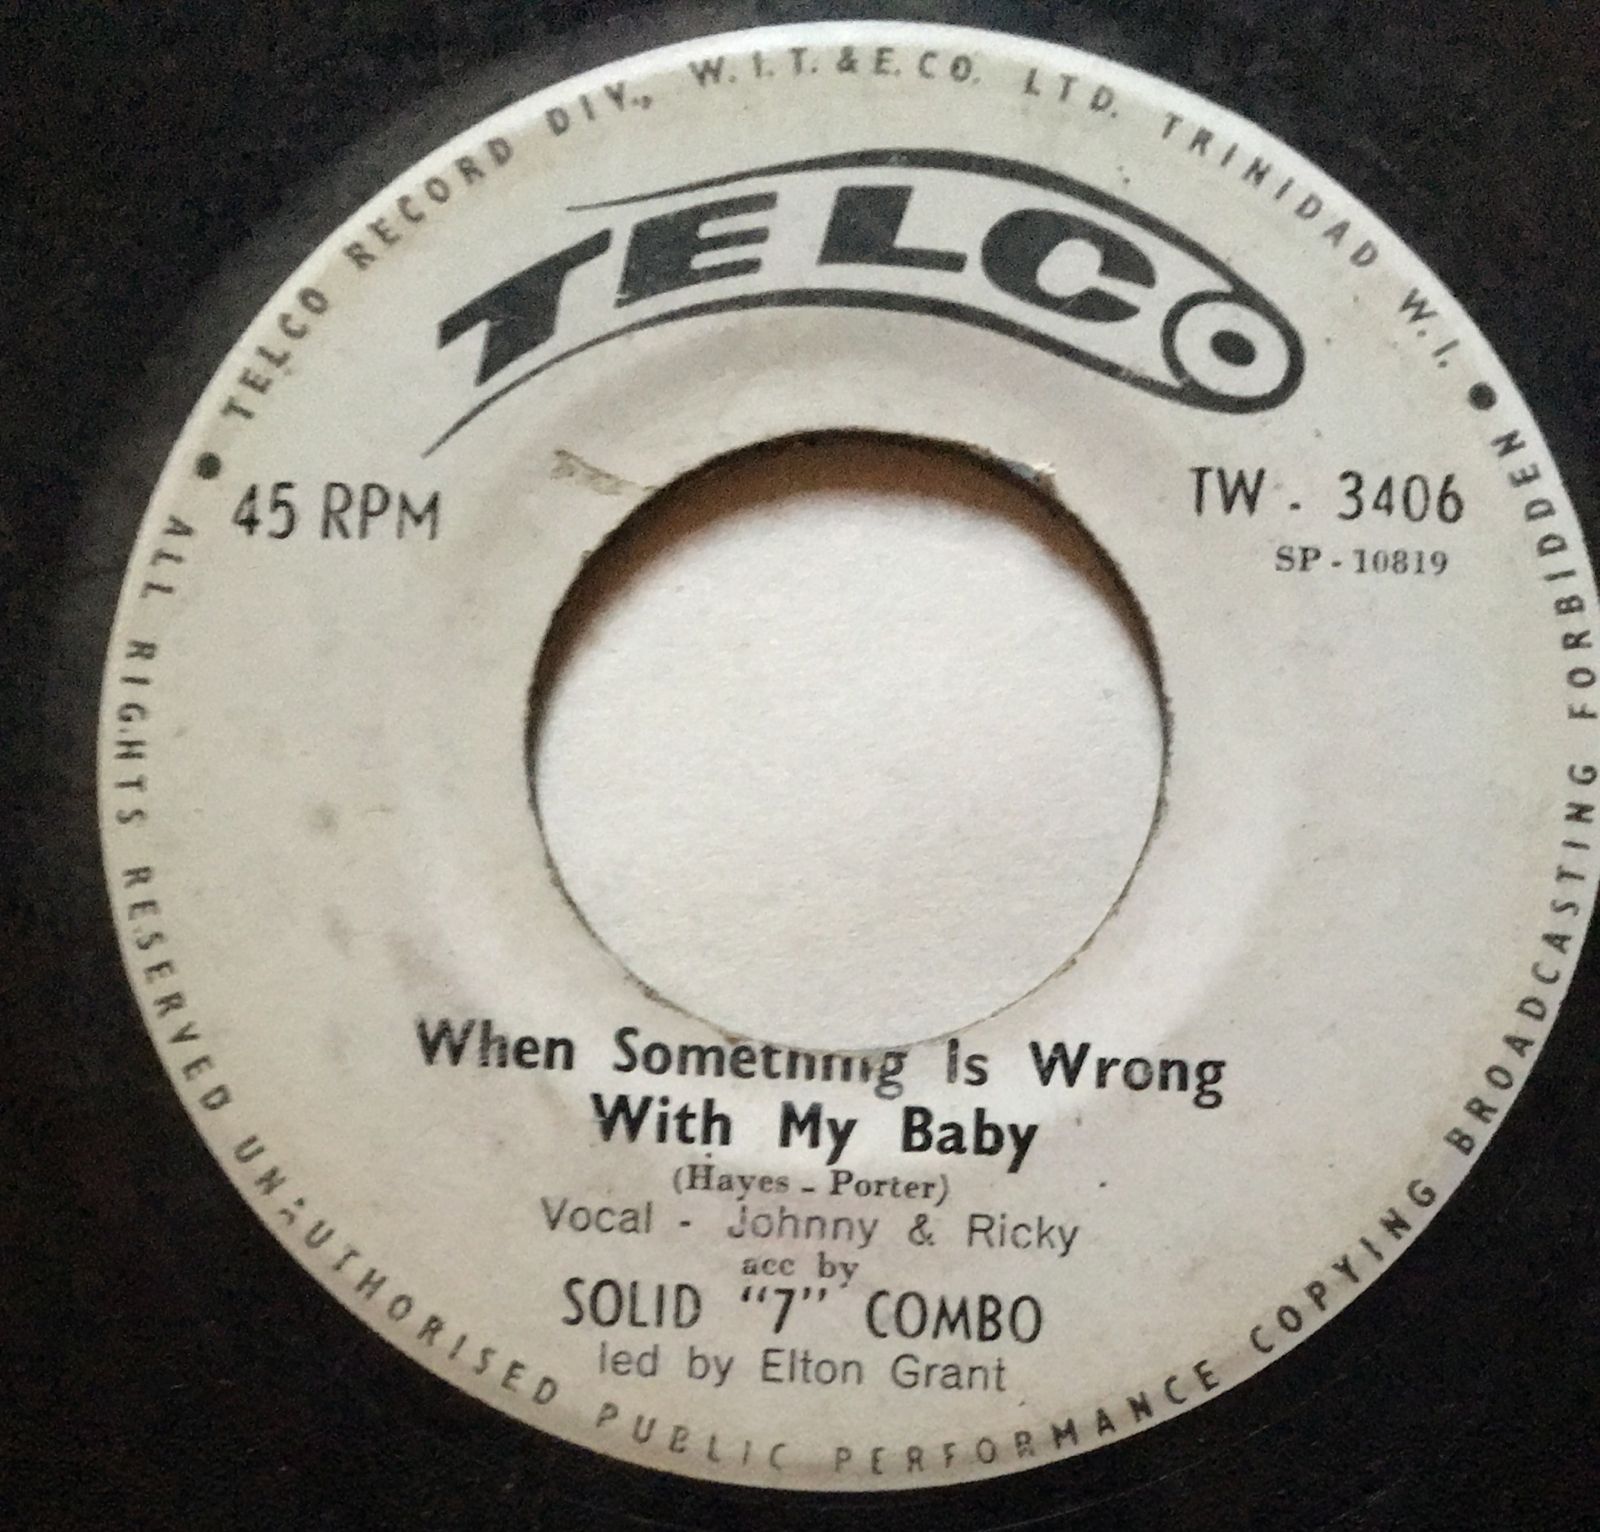 TELCO RECORD DIV., W.I.T. & E. CO. LTD. TRINIDAD W.I.
TELCO
45 RPM
TW - 3406
SP - 10819
When Something Is Wrong
With My Baby
(Hayes - Porter)
Vocal - Johnny & Ricky
acc by
SOLID "7" COMBO
led by Elton Grant
ALL RIGHTS RESERVED UNAUTHORISED PUBLIC PERFORMANCE COPYING BROADCASTING FORBIDDEN